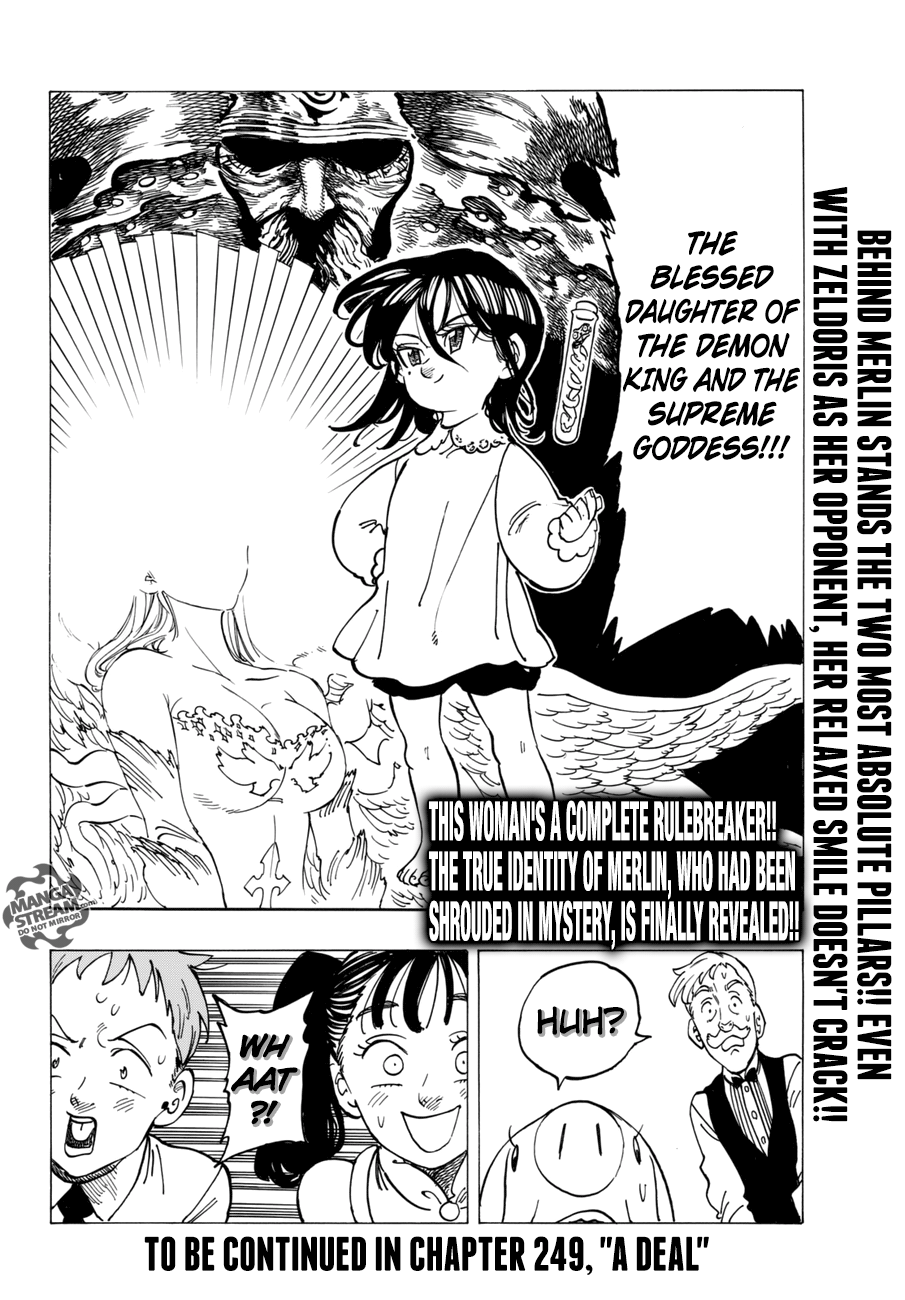 THE
BLESSED
DAUGHTER OF
THE DEMON
KING AND THE
SUPREME
GODDESS!!!
BEHIND MERLIN STANDS THE TWO MOST ABSOLUTE PILLARS!! EVEN
WITH ZELDORIS AS HER OPPONENT, HER RELAXED SMILE DOESN'T CRACK!!
THIS WOMAN'S A COMPLETE RULEBREAKER!!
THE TRUE IDENTITY OF MERLIN, WHO HAD BEEN
SHROUDED IN MYSTERY, IS FINALLY REVEALED!!
MANGA
STREAM.com
DO NOT MIRROR
WH
AAT
?!
HUH?
TO BE CONTINUED IN CHAPTER 249, "A DEAL"